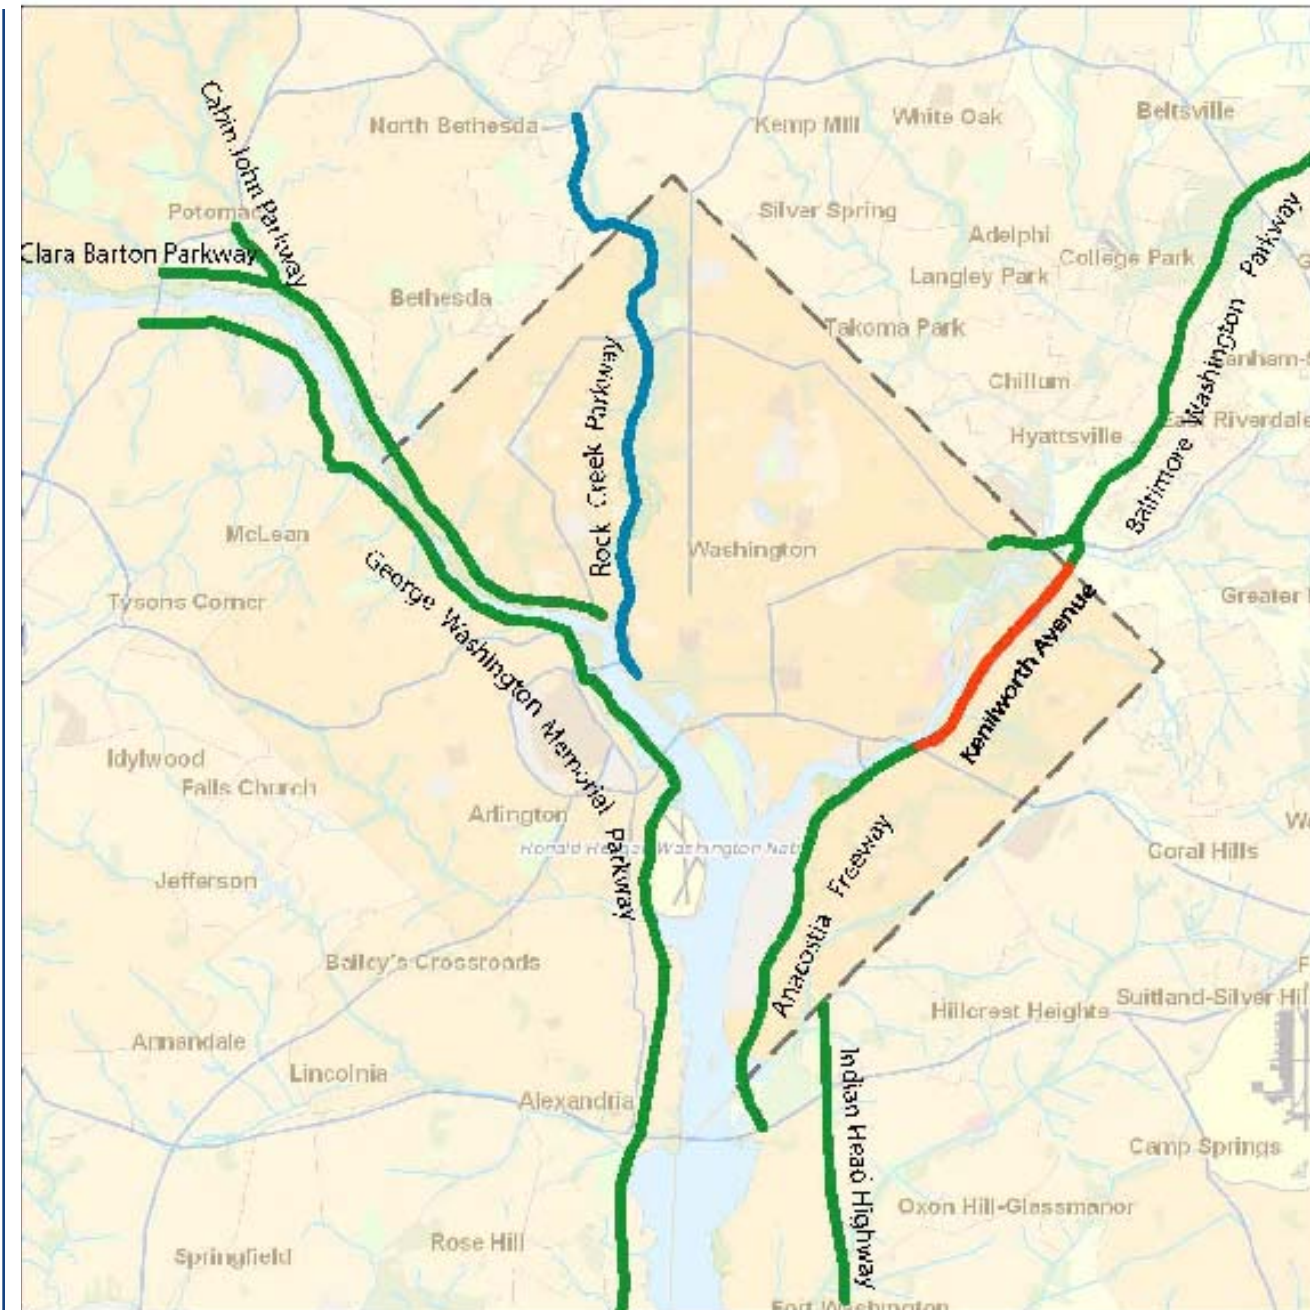 Cabin John Parkway
North Bethesda
Kemp Mill
White Oak
Beltsville
Potomac
Silver Spring
Adelphi
Clara Barton Parkway
College Park
Langley Park
Bethesda
Takoma Park
Chillum
Hyattsville
East Riverdale
Baltimore Washington Parkway
Rock Creek Parkway
McLean
Washington
Tysons Corner
Greater
George Washington Memorial Parkway
Kenilworth Avenue
Idylwood
Falls Church
Arlington
Coral Hills
Jefferson
Anacostia Freeway
Bailey's Crossroads
Hillcrest Heights
Suitland-Silver Hil
Annandale
Lincolnia
Alexandria
Indian Head Highway
Camp Springs
Oxon Hill-Glassmanor
Rose Hill
Springfield
Fort Washington